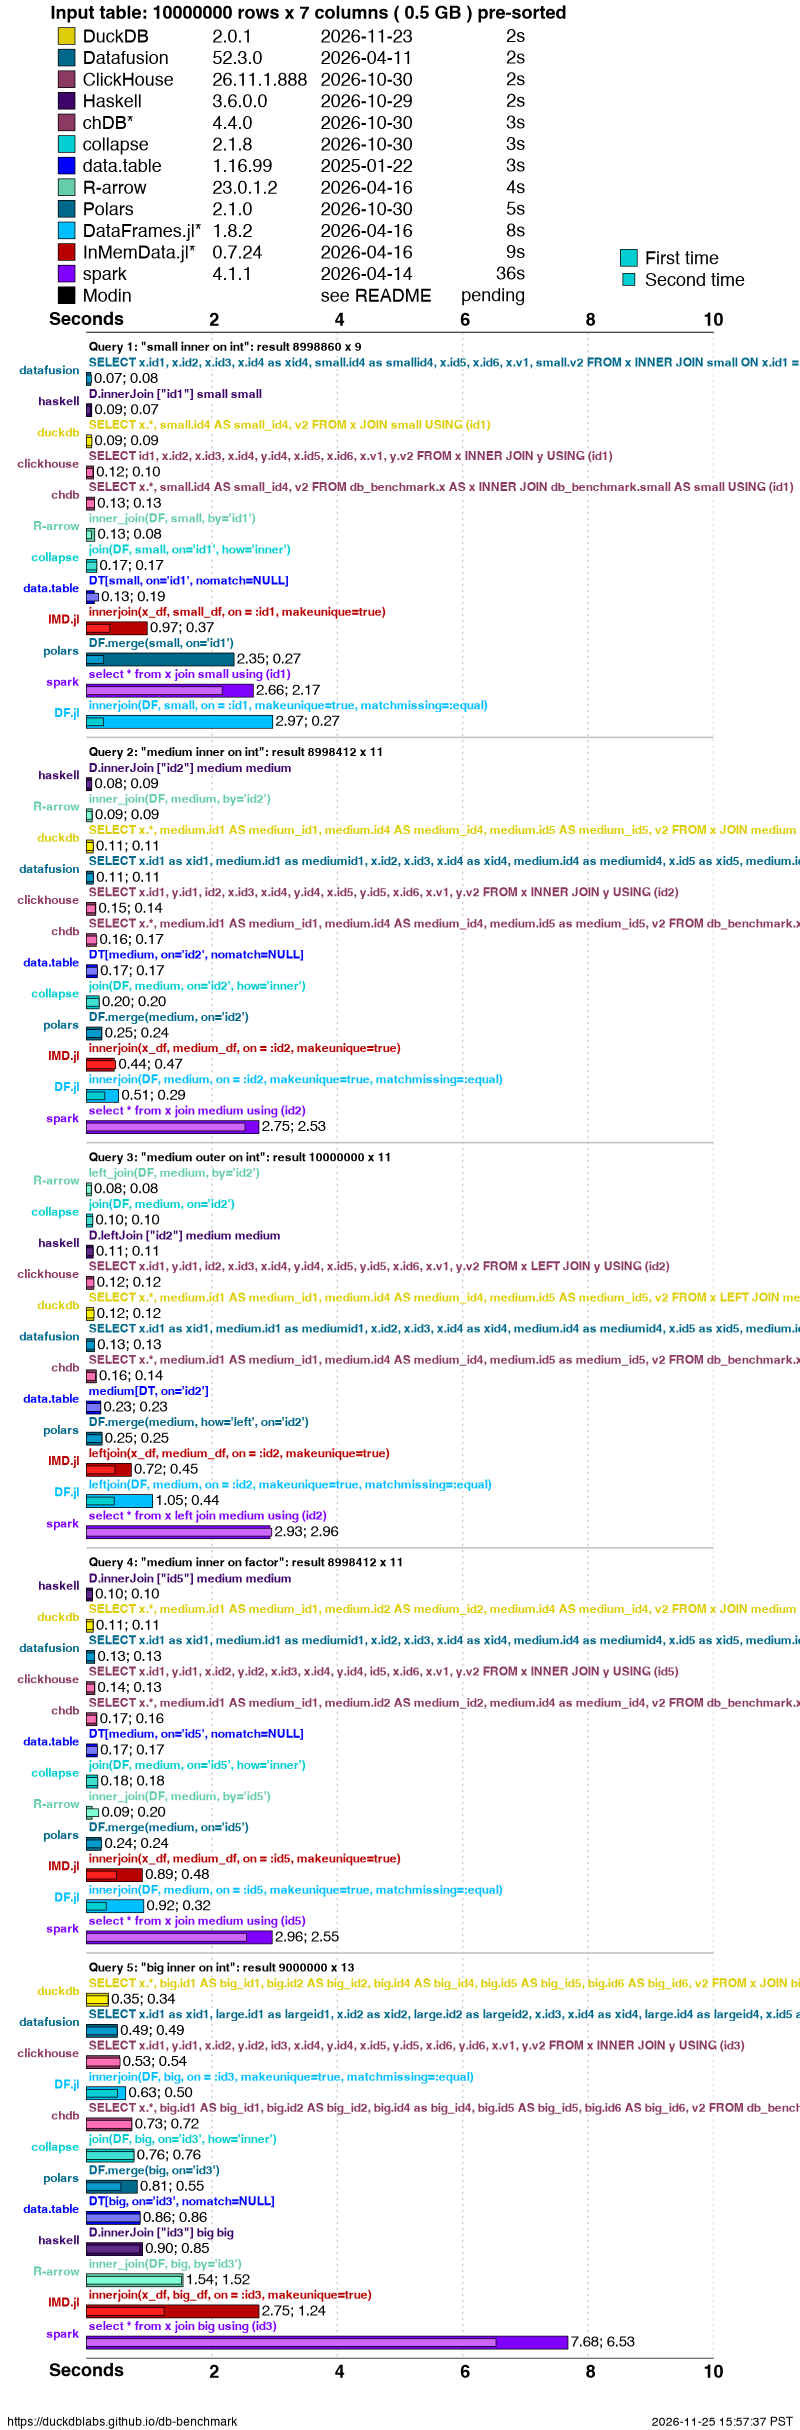 Input table: 10000000 rows x 7 columns ( 0.5 GB ) pre-sorted
DuckDB 2.0.1 2026-11-23 2s
Datafusion 52.3.0 2026-04-11 2s
ClickHouse 26.11.1.888 2026-10-30 2s
Haskell 3.6.0.0 2026-10-29 2s
chDB* 4.4.0 2026-10-30 3s
collapse 2.1.8 2026-10-30 3s
data.table 1.16.99 2025-01-22 3s
R-arrow 23.0.1.2 2026-04-16 4s
Polars 2.1.0 2026-10-30 5s
DataFrames.jl* 1.8.2 2026-04-16 8s
InMemData.jl* 0.7.24 2026-04-16 9s
spark 4.1.1 2026-04-14 36s
Modin see README pending
First time
Second time
Seconds 2 4 6 8 10
Query 1: "small inner on int": result 8998860 x 9
SELECT x.id1, x.id2, x.id3, x.id4 as xid4, small.id4 as smallid4, x.id5, x.id6, x.v1, small.v2 FROM x INNER JOIN small ON x.id1 =
datafusion 0.07; 0.08
D.innerJoin ["id1"] small small
haskell 0.09; 0.07
SELECT x.*, small.id4 AS small_id4, v2 FROM x JOIN small USING (id1)
duckdb 0.09; 0.09
SELECT id1, x.id2, x.id3, x.id4, y.id4, x.id5, x.id6, x.v1, y.v2 FROM x INNER JOIN y USING (id1)
clickhouse 0.12; 0.10
SELECT x.*, small.id4 AS small_id4, v2 FROM db_benchmark.x AS x INNER JOIN db_benchmark.small AS small USING (id1)
chdb 0.13; 0.13
inner_join(DF, small, by='id1')
R-arrow 0.13; 0.08
join(DF, small, on='id1', how='inner')
collapse 0.17; 0.17
DT[small, on='id1', nomatch=NULL]
data.table 0.13; 0.19
innerjoin(x_df, small_df, on = :id1, makeunique=true)
IMD.jl 0.97; 0.37
DF.merge(small, on='id1')
polars 2.35; 0.27
select * from x join small using (id1)
spark 2.66; 2.17
innerjoin(DF, small, on = :id1, makeunique=true, matchmissing=:equal)
DF.jl 2.97; 0.27
Query 2: "medium inner on int": result 8998412 x 11
D.innerJoin ["id2"] medium medium
haskell 0.08; 0.09
inner_join(DF, medium, by='id2')
R-arrow 0.09; 0.09
SELECT x.*, medium.id1 AS medium_id1, medium.id4 AS medium_id4, medium.id5 AS medium_id5, v2 FROM x JOIN medium
duckdb 0.11; 0.11
SELECT x.id1 as xid1, medium.id1 as mediumid1, x.id2, x.id3, x.id4 as xid4, medium.id4 as mediumid4, x.id5 as xid5, medium.i
datafusion 0.11; 0.11
SELECT x.id1, y.id1, id2, x.id3, x.id4, y.id4, x.id5, y.id5, x.id6, x.v1, y.v2 FROM x INNER JOIN y USING (id2)
clickhouse 0.15; 0.14
SELECT x.*, medium.id1 AS medium_id1, medium.id4 AS medium_id4, medium.id5 as medium_id5, v2 FROM db_benchmark.x
chdb 0.16; 0.17
DT[medium, on='id2', nomatch=NULL]
data.table 0.17; 0.17
join(DF, medium, on='id2', how='inner')
collapse 0.20; 0.20
DF.merge(medium, on='id2')
polars 0.25; 0.24
innerjoin(x_df, medium_df, on = :id2, makeunique=true)
IMD.jl 0.44; 0.47
innerjoin(DF, medium, on = :id2, makeunique=true, matchmissing=:equal)
DF.jl 0.51; 0.29
select * from x join medium using (id2)
spark 2.75; 2.53
Query 3: "medium outer on int": result 10000000 x 11
left_join(DF, medium, by='id2')
R-arrow 0.08; 0.08
join(DF, medium, on='id2')
collapse 0.10; 0.10
D.leftJoin ["id2"] medium medium
haskell 0.11; 0.11
SELECT x.id1, y.id1, id2, x.id3, x.id4, y.id4, x.id5, y.id5, x.id6, x.v1, y.v2 FROM x LEFT JOIN y USING (id2)
clickhouse 0.12; 0.12
SELECT x.*, medium.id1 AS medium_id1, medium.id4 AS medium_id4, medium.id5 AS medium_id5, v2 FROM x LEFT JOIN me
duckdb 0.12; 0.12
SELECT x.id1 as xid1, medium.id1 as mediumid1, x.id2, x.id3, x.id4 as xid4, medium.id4 as mediumid4, x.id5 as xid5, medium.i
datafusion 0.13; 0.13
SELECT x.*, medium.id1 AS medium_id1, medium.id4 AS medium_id4, medium.id5 as medium_id5, v2 FROM db_benchmark.x
chdb 0.16; 0.14
medium[DT, on='id2']
data.table 0.23; 0.23
DF.merge(medium, how='left', on='id2')
polars 0.25; 0.25
leftjoin(x_df, medium_df, on = :id2, makeunique=true)
IMD.jl 0.72; 0.45
leftjoin(DF, medium, on = :id2, makeunique=true, matchmissing=:equal)
DF.jl 1.05; 0.44
select * from x left join medium using (id2)
spark 2.93; 2.96
Query 4: "medium inner on factor": result 8998412 x 11
D.innerJoin ["id5"] medium medium
haskell 0.10; 0.10
SELECT x.*, medium.id1 AS medium_id1, medium.id2 AS medium_id2, medium.id4 AS medium_id4, v2 FROM x JOIN medium
duckdb 0.11; 0.11
SELECT x.id1 as xid1, medium.id1 as mediumid1, x.id2, x.id3, x.id4 as xid4, medium.id4 as mediumid4, x.id5 as xid5, medium.i
datafusion 0.13; 0.13
SELECT x.id1, y.id1, x.id2, y.id2, x.id3, x.id4, y.id4, id5, x.id6, x.v1, y.v2 FROM x INNER JOIN y USING (id5)
clickhouse 0.14; 0.13
SELECT x.*, medium.id1 AS medium_id1, medium.id2 AS medium_id2, medium.id4 as medium_id4, v2 FROM db_benchmark.x
chdb 0.17; 0.16
DT[medium, on='id5', nomatch=NULL]
data.table 0.17; 0.17
join(DF, medium, on='id5', how='inner')
collapse 0.18; 0.18
inner_join(DF, medium, by='id5')
R-arrow 0.09; 0.20
DF.merge(medium, on='id5')
polars 0.24; 0.24
innerjoin(x_df, medium_df, on = :id5, makeunique=true)
IMD.jl 0.89; 0.48
innerjoin(DF, medium, on = :id5, makeunique=true, matchmissing=:equal)
DF.jl 0.92; 0.32
select * from x join medium using (id5)
spark 2.96; 2.55
Query 5: "big inner on int": result 9000000 x 13
SELECT x.*, big.id1 AS big_id1, big.id2 AS big_id2, big.id4 AS big_id4, big.id5 AS big_id5, big.id6 AS big_id6, v2 FROM x JOIN bi
duckdb 0.35; 0.34
SELECT x.id1 as xid1, large.id1 as largeid1, x.id2 as xid2, large.id2 as largeid2, x.id3, x.id4 as xid4, large.id4 as largeid4, x.id5 a
datafusion 0.49; 0.49
SELECT x.id1, y.id1, x.id2, y.id2, id3, x.id4, y.id4, x.id5, y.id5, x.id6, y.id6, x.v1, y.v2 FROM x INNER JOIN y USING (id3)
clickhouse 0.53; 0.54
innerjoin(DF, big, on = :id3, makeunique=true, matchmissing=:equal)
DF.jl 0.63; 0.50
SELECT x.*, big.id1 AS big_id1, big.id2 AS big_id2, big.id4 as big_id4, big.id5 AS big_id5, big.id6 AS big_id6, v2 FROM db_bench
chdb 0.73; 0.72
join(DF, big, on='id3', how='inner')
collapse 0.76; 0.76
DF.merge(big, on='id3')
polars 0.81; 0.55
DT[big, on='id3', nomatch=NULL]
data.table 0.86; 0.86
D.innerJoin ["id3"] big big
haskell 0.90; 0.85
inner_join(DF, big, by='id3')
R-arrow 1.54; 1.52
innerjoin(x_df, big_df, on = :id3, makeunique=true)
IMD.jl 2.75; 1.24
select * from x join big using (id3)
spark 7.68; 6.53
Seconds 2 4 6 8 10
https://duckdblabs.github.io/db-benchmark 2026-11-25 15:57:37 PST